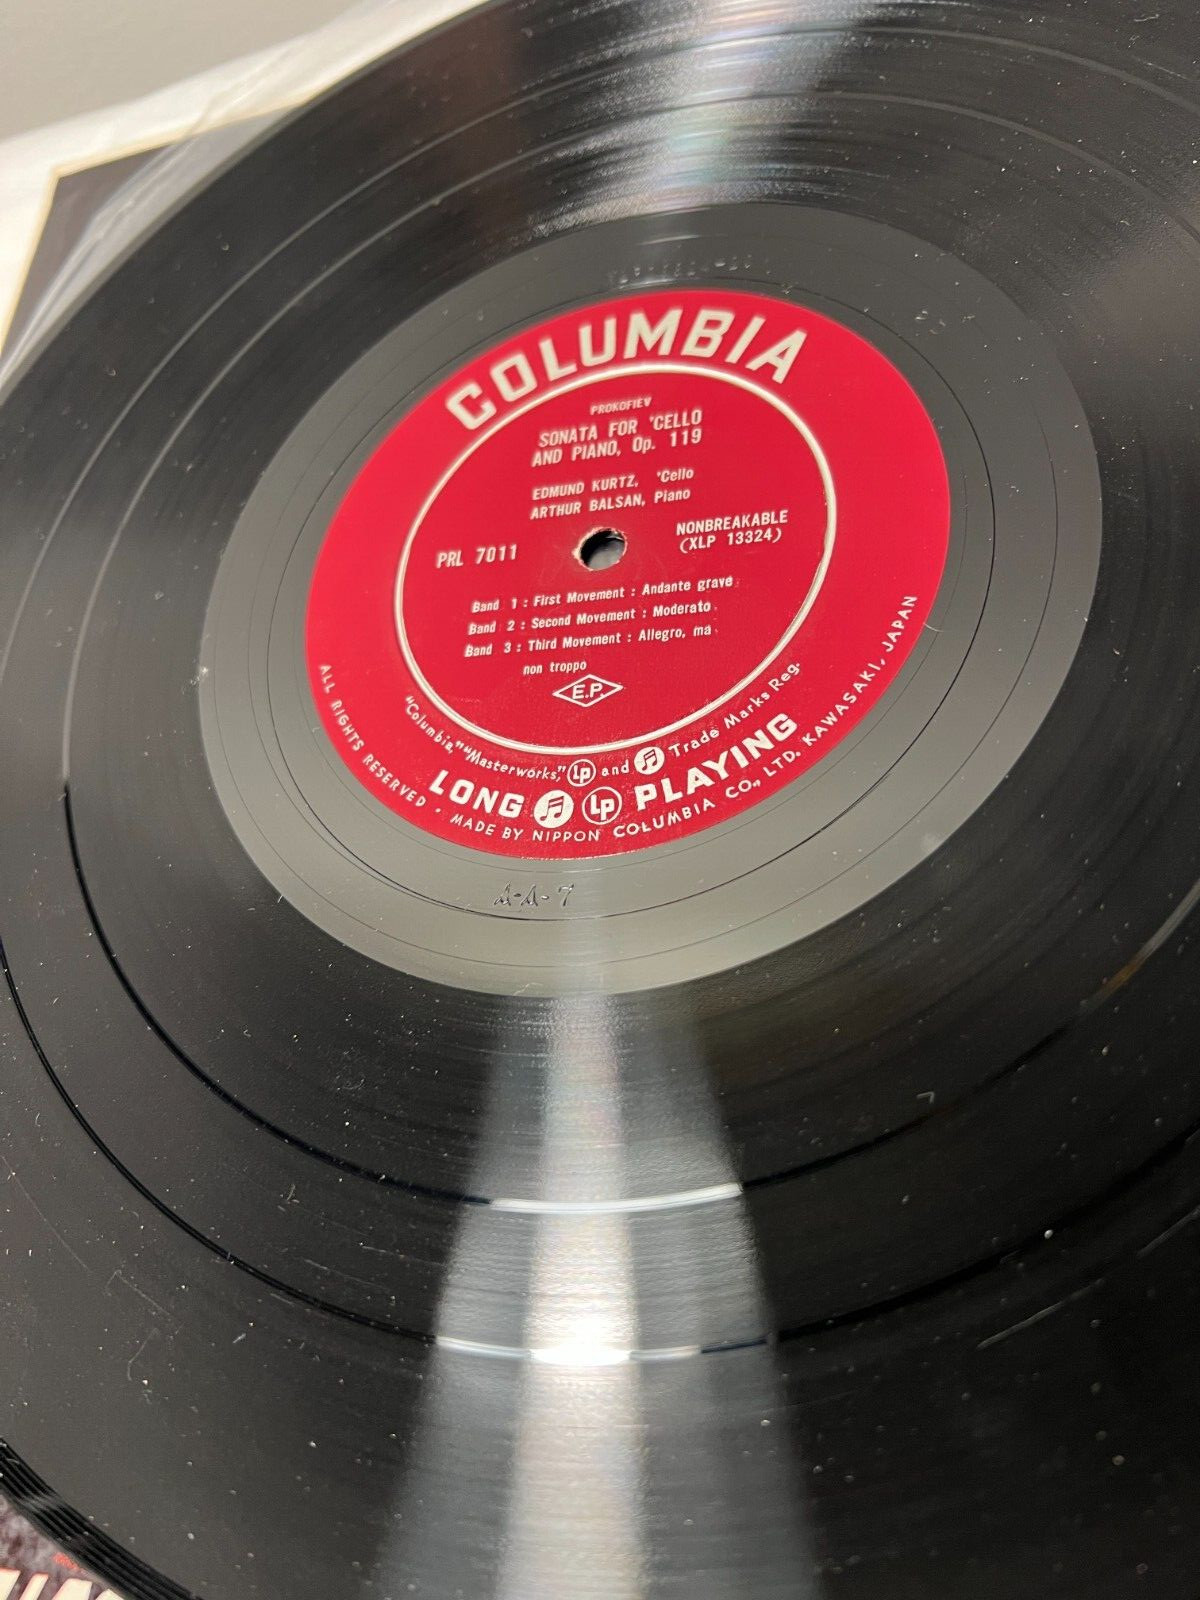 COLUMBIA
PROKOFIEV
SONATA FOR 'CELLO
AND PIANO, Op. 119
EDMUND KURTZ, 'Cello
ARTHUR BALSAN, Piano
PRL 7011
NONBREAKABLE
(XLP 13324)
Band 1 : First Movement : Andante grave
Band 2 : Second Movement : Moderato
Band 3 : Third Movement : Allegro, ma
non troppo
E.P.
"Columbia," "Masterworks," LP and Trade Marks Reg.
LONG LP PLAYING
ALL RIGHTS RESERVED · MADE BY NIPPON COLUMBIA CO., LTD. KAWASAKI, JAPAN
A-A-7